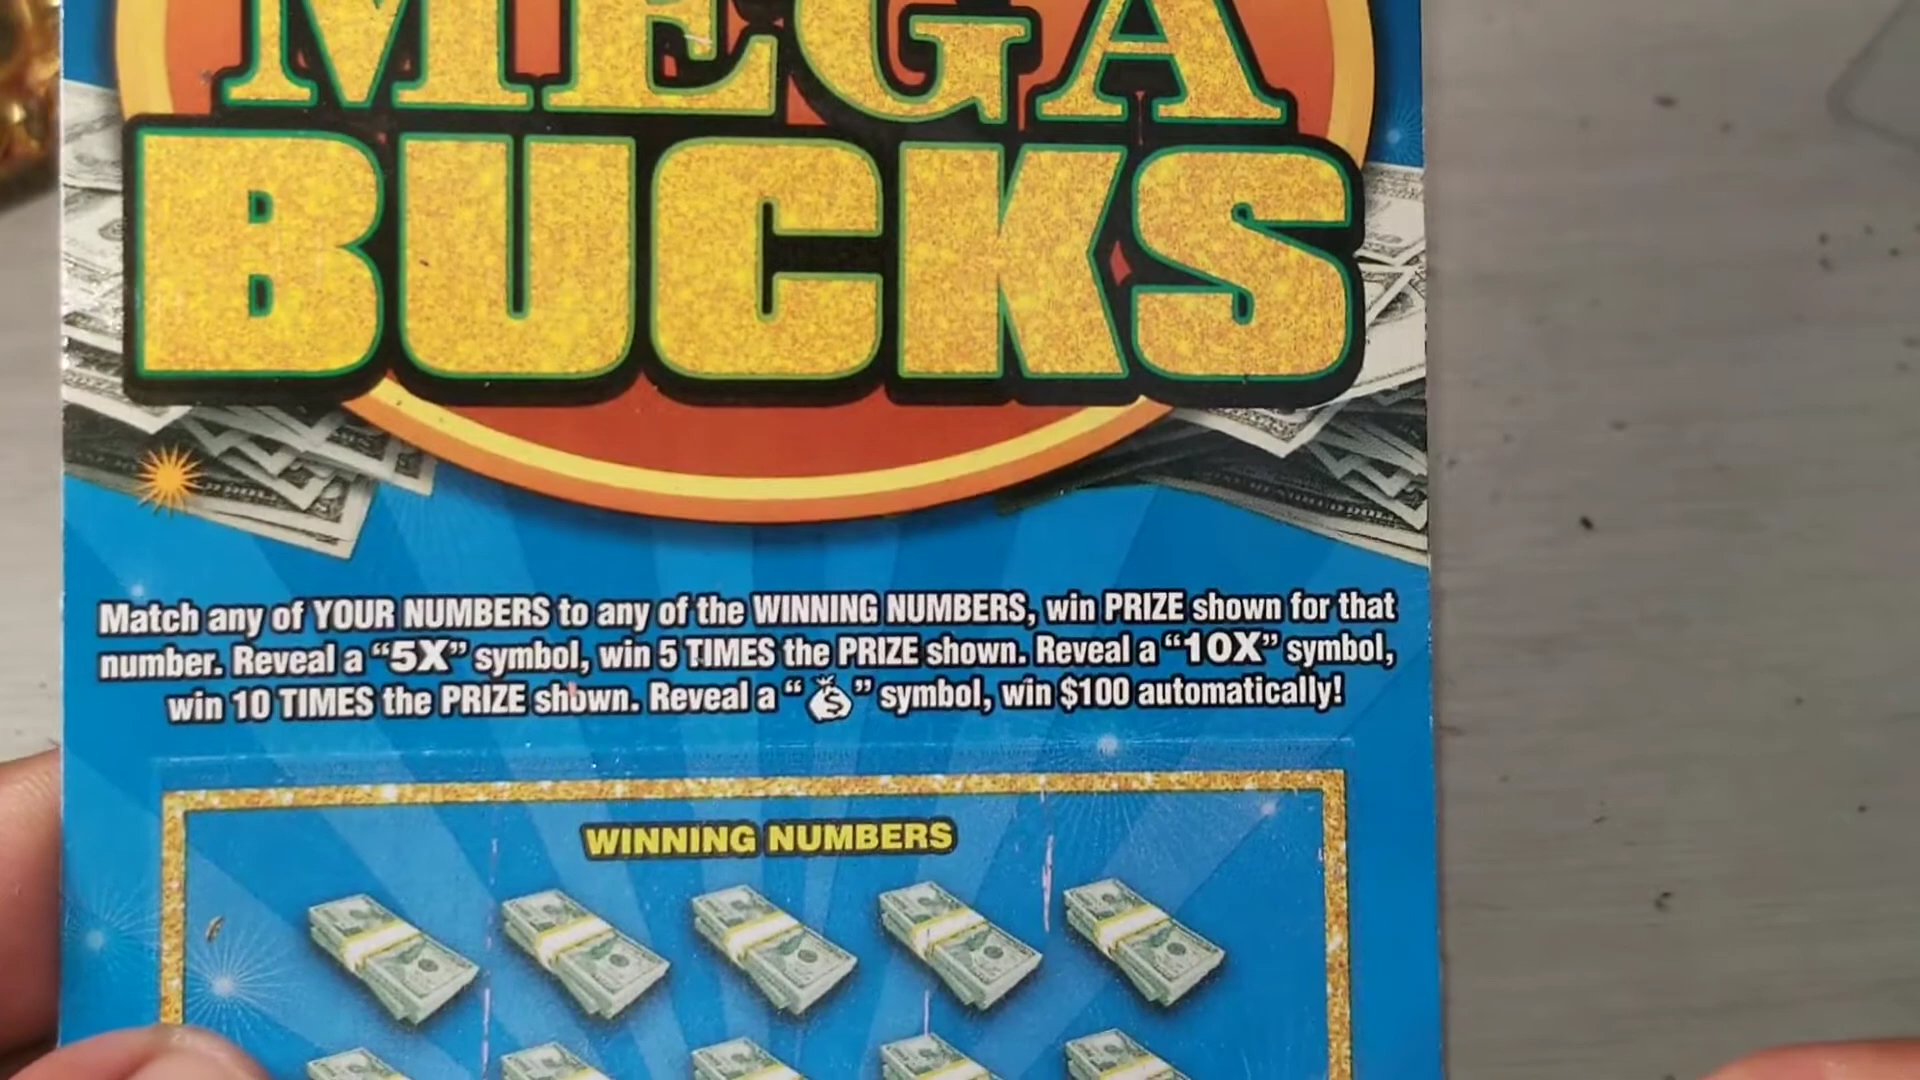 MEGA
BUCKS
Match any of YOUR NUMBERS to any of the WINNING NUMBERS, win PRIZE shown for that
number. Reveal a “5X” symbol, win 5 TIMES the PRIZE shown. Reveal a “10X” symbol,
win 10 TIMES the PRIZE shown. Reveal a “ $ ” symbol, win $100 automatically!
WINNING NUMBERS